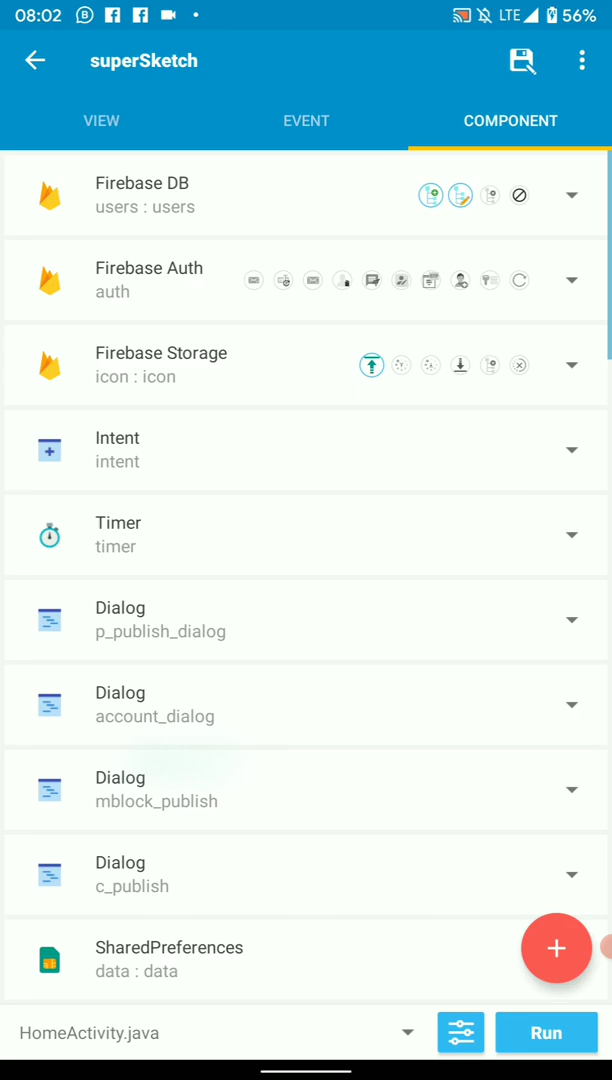 08:02
LTE
56%
superSketch
VIEW
EVENT
COMPONENT
Firebase DB
users : users
Firebase Auth
auth
Firebase Storage
icon : icon
Intent
intent
Timer
timer
Dialog
p_publish_dialog
Dialog
account_dialog
Dialog
mblock_publish
Dialog
c_publish
SharedPreferences
data : data
HomeActivity.java
Run